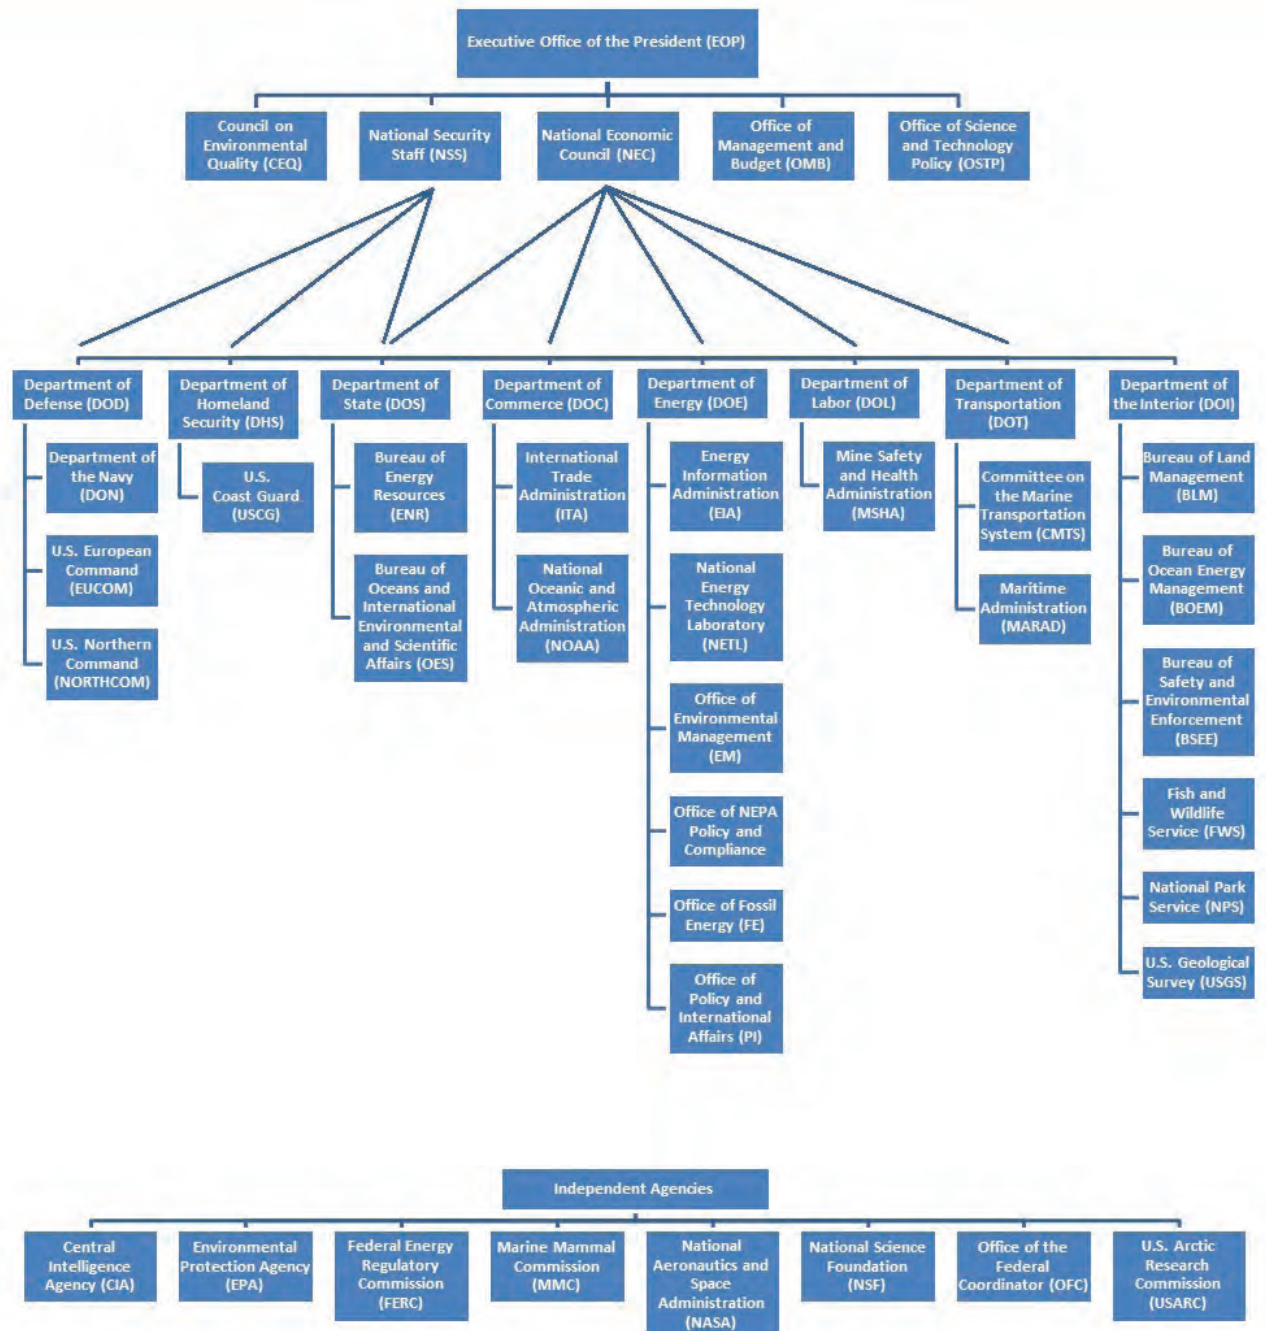 Executive Office of the President (EOP)
Council on
Environmental
Quality (CEQ)
National Security
Staff (NSS)
National Economic
Council (NEC)
Office of
Management and
Budget (OMB)
Office of Science
and Technology
Policy (OSTP)
Department of
Defense (DOD)
Department of
the Navy
(DON)
U.S. European
Command
(EUCOM)
U.S. Northern
Command
(NORTHCOM)
Department of
Homeland
Security (DHS)
U.S.
Coast Guard
(USCG)
Department of
State (DOS)
Bureau of
Energy
Resources
(ENR)
Bureau of
Oceans and
International
Environmental
and Scientific
Affairs (OES)
Department of
Commerce (DOC)
International
Trade
Administration
(ITA)
National
Oceanic and
Atmospheric
Administration
(NOAA)
Department of
Energy (DOE)
Energy
Information
Administration
(EIA)
National
Energy
Technology
Laboratory
(NETL)
Office of
Environmental
Management
(EM)
Office of NEPA
Policy and
Compliance
Office of Fossil
Energy (FE)
Office of
Policy and
International
Affairs (PI)
Department of
Labor (DOL)
Mine Safety
and Health
Administration
(MSHA)
Department of
Transportation
(DOT)
Committee on
the Marine
Transportation
System (CMTS)
Maritime
Administration
(MARAD)
Department of
the Interior (DOI)
Bureau of Land
Management
(BLM)
Bureau of
Ocean Energy
Management
(BOEM)
Bureau of
Safety and
Environmental
Enforcement
(BSEE)
Fish and
Wildlife
Service (FWS)
National Park
Service (NPS)
U.S. Geological
Survey (USGS)
Independent Agencies
Central
Intelligence
Agency (CIA)
Environmental
Protection Agency
(EPA)
Federal Energy
Regulatory
Commission
(FERC)
Marine Mammal
Commission
(MMC)
National
Aeronautics and
Space
Administration
(NASA)
National Science
Foundation
(NSF)
Office of the
Federal
Coordinator (OFC)
U.S. Arctic
Research
Commission
(USARC)